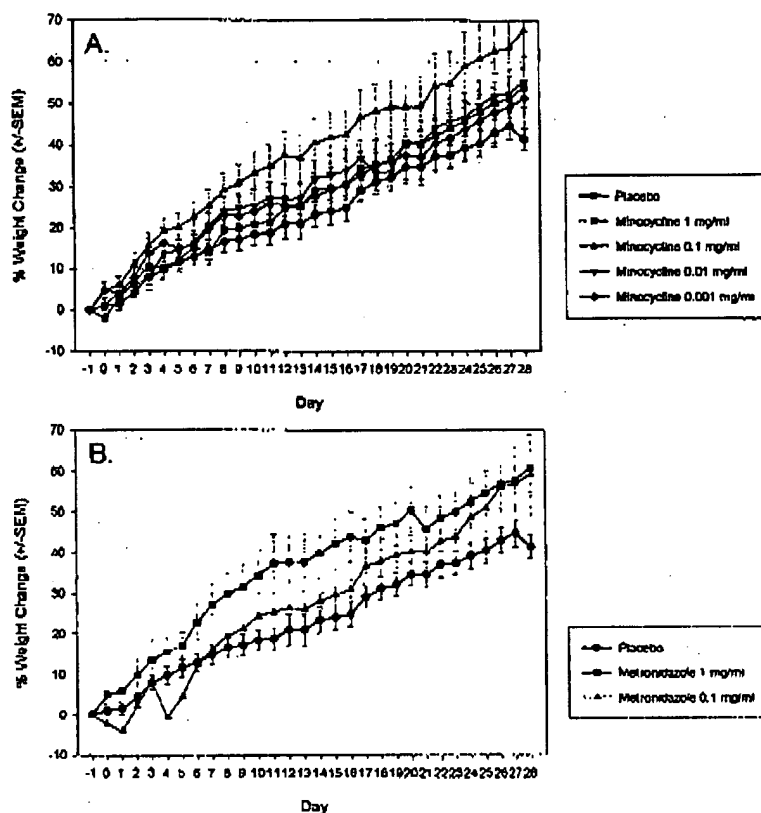 A.
% Weight Change (+/-SEM)
70
60
50
40
30
20
10
0
-10
-1 0 1 2 3 4 5 6 7 8 9 10 11 12 13 14 15 16 17 18 19 20 21 22 23 24 25 26 27 28
Day
Placebo
Minocycline 1 mg/ml
Minocycline 0.1 mg/ml
Minocycline 0.01 mg/ml
Minocycline 0.001 mg/ml
B.
% Weight Change (+/-SEM)
70
60
50
40
30
20
10
0
-10
-1 0 1 2 3 4 5 6 7 8 9 10 11 12 13 14 15 16 17 18 19 20 21 22 23 24 25 26 27 28
Day
Placebo
Metronidazole 1 mg/ml
Metronidazole 0.1 mg/ml